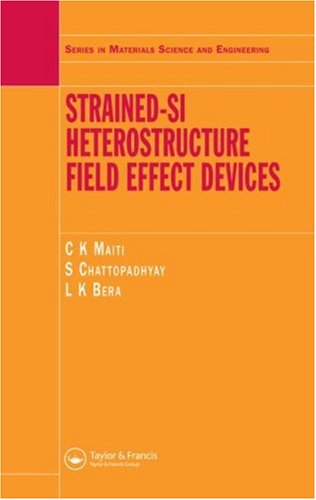 SERIES IN MATERIALS SCIENCE AND ENGINEERING
STRAINED-SI
HETEROSTRUCTURE
FIELD EFFECT DEVICES
C K MAITI
S CHATTOPADHYAY
L K BERA
Taylor & Francis
Taylor & Francis Group